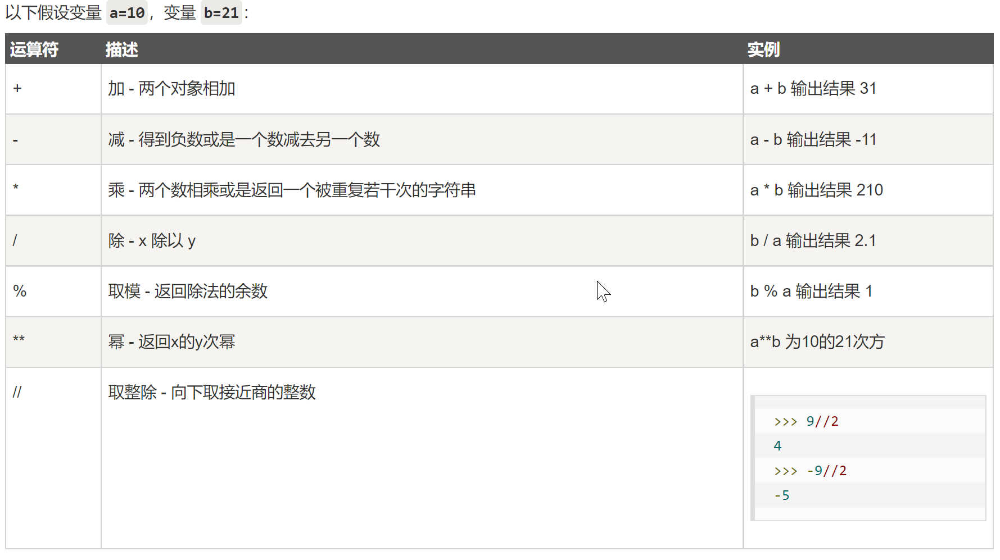 以下假设变量 a=10，变量 b=21：
运算符 描述 实例
+ 加 - 两个对象相加 a + b 输出结果 31
- 减 - 得到负数或是一个数减去另一个数 a - b 输出结果 -11
* 乘 - 两个数相乘或是返回一个被重复若干次的字符串 a * b 输出结果 210
/ 除 - x 除以 y b / a 输出结果 2.1
% 取模 - 返回除法的余数 b % a 输出结果 1
** 幂 - 返回x的y次幂 a**b 为10的21次方
// 取整除 - 向下取接近商的整数
>>> 9//2
4
>>> -9//2
-5